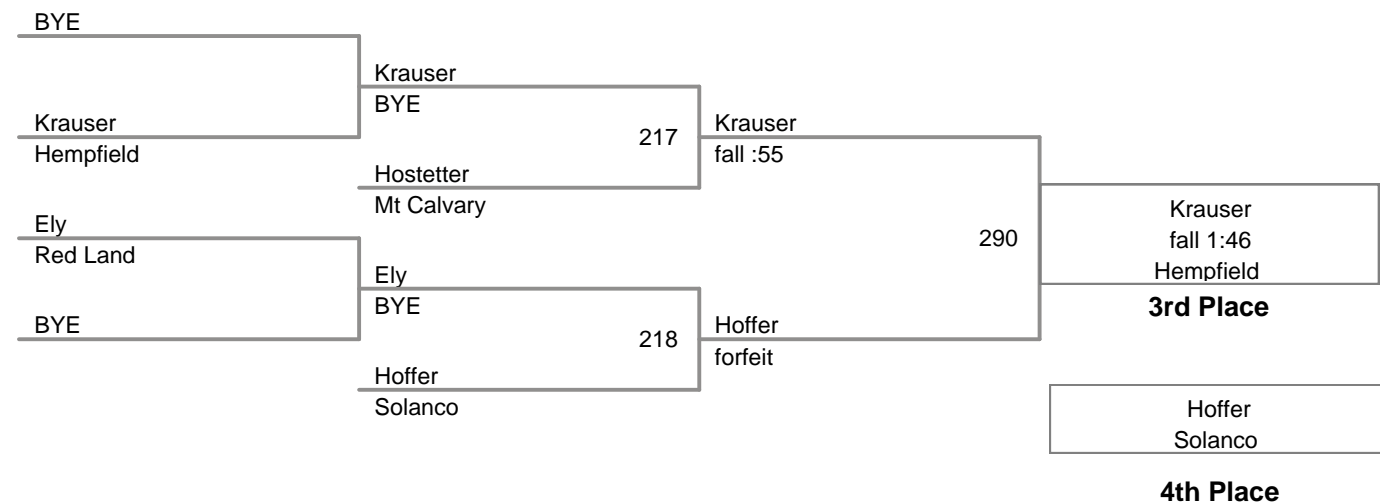 BYE
Krauser
BYE
Krauser
Hempfield
217
Krauser
fall :55
Hostetter
Mt Calvary
Ely
Red Land
290
Krauser
fall 1:46
Hempfield
3rd Place
Ely
BYE
BYE
218
Hoffer
forfeit
Hoffer
Solanco
Hoffer
Solanco
4th Place